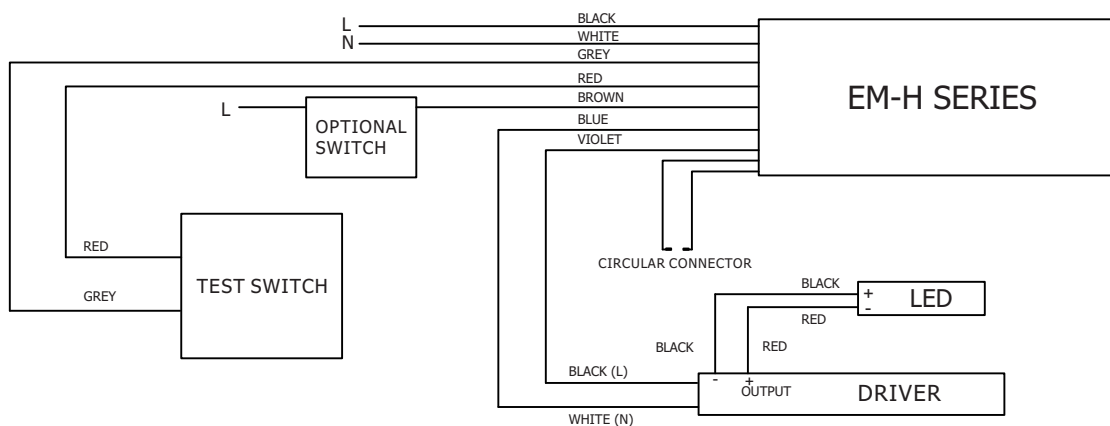 L
BLACK
N
WHITE
GREY
RED
L
BROWN
EM-H SERIES
OPTIONAL
SWITCH
BLUE
VIOLET
RED
TEST SWITCH
GREY
CIRCULAR CONNECTOR
BLACK
+
LED
-
RED
BLACK
RED
BLACK (L)
- +
OUTPUT
DRIVER
WHITE (N)